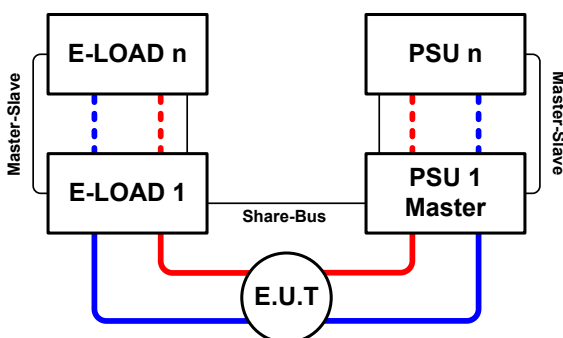 E-LOAD n
PSU n
Master-Slave
Master-Slave
E-LOAD 1
PSU 1
Master
Share-Bus
E.U.T